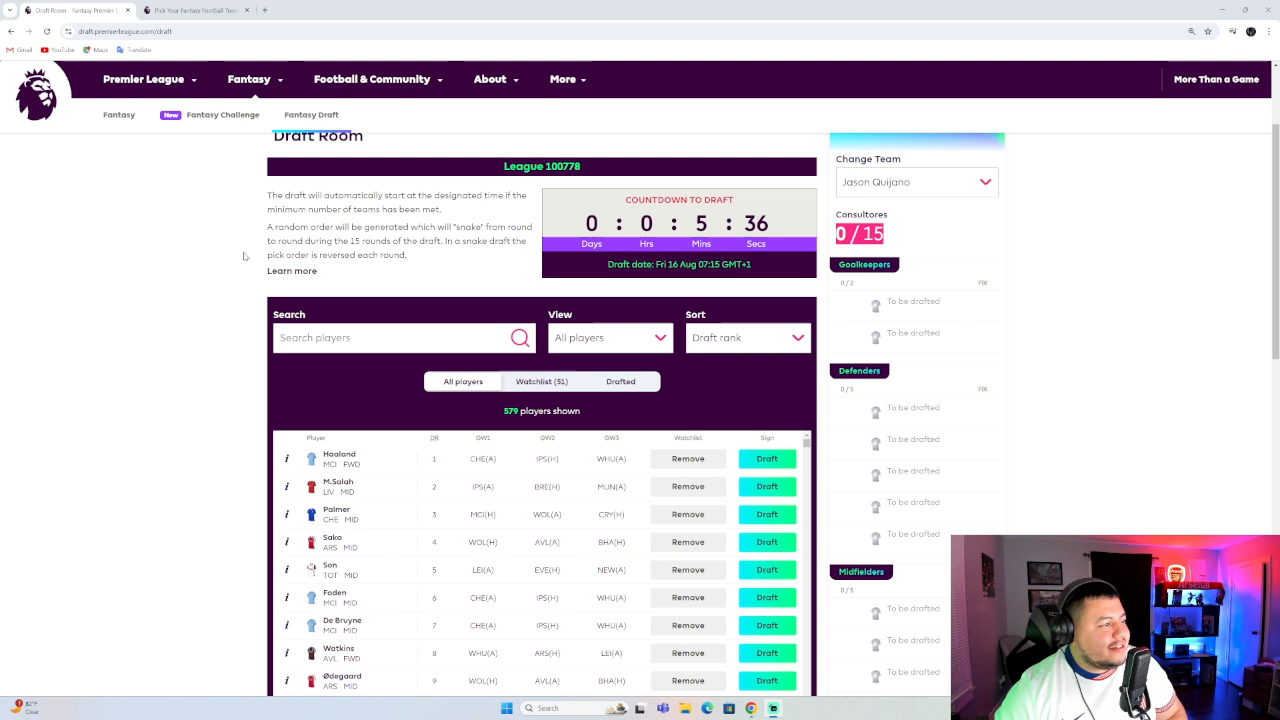 Draft Room - Fantasy Premier L
Pick Your Fantasy Football Team
draft.premierleague.com/draft
Gmail
YouTube
Maps
Translate
Premier League
Fantasy
Football & Community
About
More
More Than a Game
Fantasy
New
Fantasy Challenge
Fantasy Draft
Draft Room
League 100778
The draft will automatically start at the designated time if the
minimum number of teams has been met.
A random order will be generated which will "snake" from round
to round during the 15 rounds of the draft. In a snake draft the
pick order is reversed each round.
Learn more
COUNTDOWN TO DRAFT
0 : 0 : 5 : 36
Days Hrs Mins Secs
Draft date: Fri 16 Aug 07:15 GMT+1
Change Team
Jason Quijano
Consultores
0 / 15
Goalkeepers
0/2 FIX
To be drafted
To be drafted
Defenders
0/5 FIX
To be drafted
To be drafted
To be drafted
To be drafted
To be drafted
Midfielders
0/5
To be drafted
To be drafted
To be drafted
Search View Sort
Search players All players Draft rank
All players Watchlist (51) Drafted
579 players shown
Player DR GW1 GW2 GW3 Watchlist Sign
i Haaland 1 CHE(A) IPS(H) WHU(A) Remove Draft
MCI FWD
i M.Salah 2 IPS(A) BRE(H) MUN(A) Remove Draft
LIV MID
i Palmer 3 MCI(H) WOL(A) CRY(H) Remove Draft
CHE MID
i Saka 4 WOL(H) AVL(A) BHA(H) Remove Draft
ARS MID
i Son 5 LEI(A) EVE(H) NEW(A) Remove Draft
TOT MID
i Foden 6 CHE(A) IPS(H) WHU(A) Remove Draft
MCI MID
i De Bruyne 7 CHE(A) IPS(H) WHU(A) Remove Draft
MCI MID
i Watkins 8 WHU(A) ARS(H) LEI(A) Remove Draft
AVL FWD
i Ødegaard 9 WOL(H) AVL(A) BHA(H) Remove Draft
ARS MID
Arsenal
82°F
Clear
Search